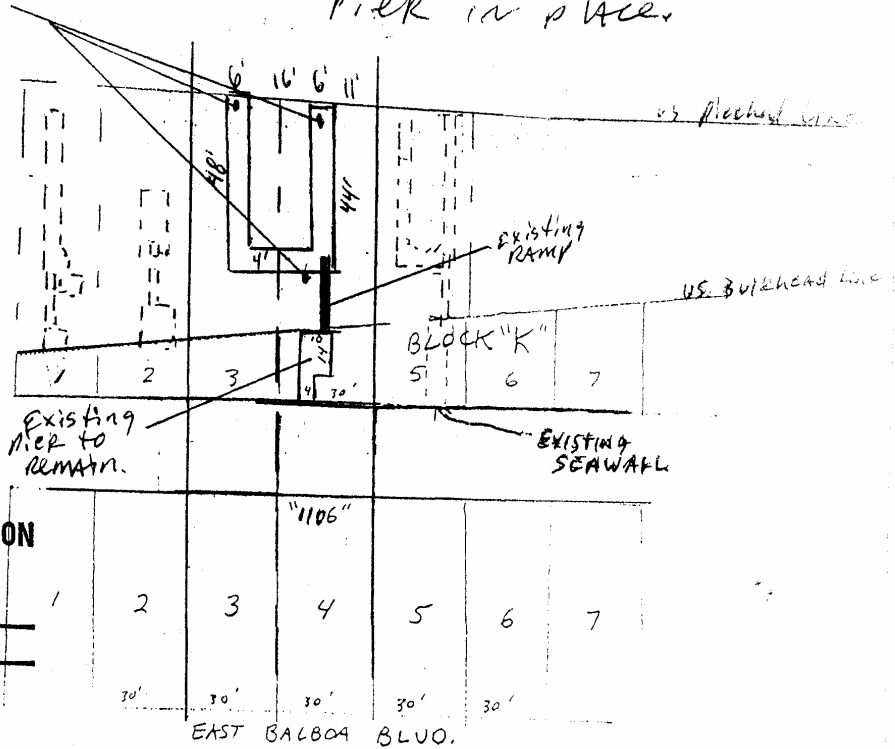 Pier in place.
6' 16' 6' 11'
US Pierhead Line
48'
44'
4'
Existing
RAMP
US. Bulkhead Line
BLOCK "K"
10'
14'
1 2 3 5 6 7
4 30'
Existing
Pier to
REMAIN.
EXISTING
SEAWALL
"1106"
ON
1 2 3 4 5 6 7
30' 30' 30' 30' 30'
EAST BALBOA BLVD.